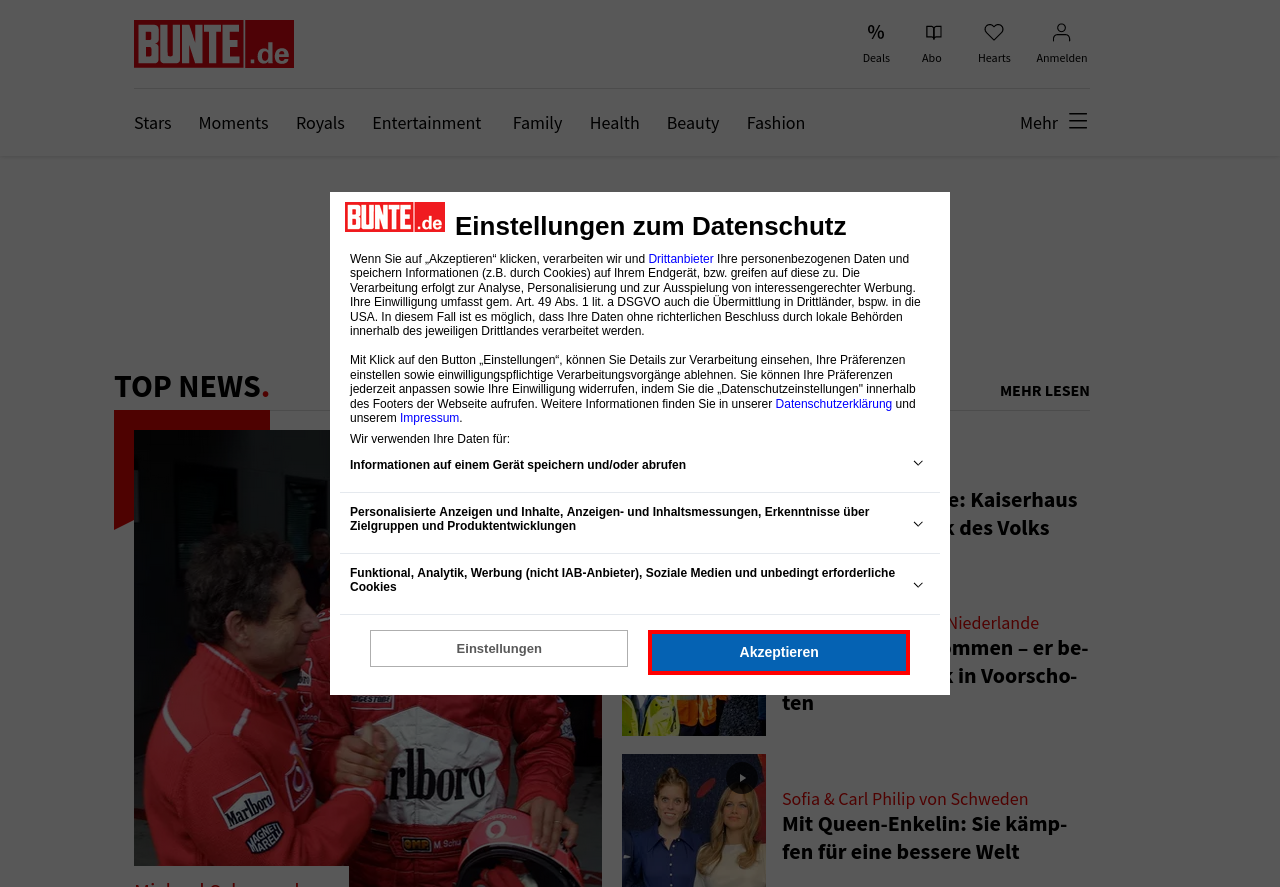 BUNTE.de
%
Deals
Abo
Hearts
Anmelden
Stars
Moments
Royals
Entertainment
Family
Health
Beauty
Fashion
Mehr
BUNTE.de
Einstellungen zum Datenschutz
Wenn Sie auf „Akzeptieren“ klicken, verarbeiten wir und Drittanbieter Ihre personenbezogenen Daten und
speichern Informationen (z.B. durch Cookies) auf Ihrem Endgerät, bzw. greifen auf diese zu. Die
Verarbeitung erfolgt zur Analyse, Personalisierung und zur Ausspielung von interessengerechter Werbung.
Ihre Einwilligung umfasst gem. Art. 49 Abs. 1 lit. a DSGVO auch die Übermittlung in Drittländer, bspw. in die
USA. In diesem Fall ist es möglich, dass Ihre Daten ohne richterlichen Beschluss durch lokale Behörden
innerhalb des jeweiligen Drittlandes verarbeitet werden.
Mit Klick auf den Button „Einstellungen“, können Sie Details zur Verarbeitung einsehen, Ihre Präferenzen
einstellen sowie einwilligungspflichtige Verarbeitungsvorgänge ablehnen. Sie können Ihre Präferenzen
jederzeit anpassen sowie Ihre Einwilligung widerrufen, indem Sie die „Datenschutzeinstellungen" innerhalb
des Footers der Webseite aufrufen. Weitere Informationen finden Sie in unserer Datenschutzerklärung und
unserem Impressum.
Wir verwenden Ihre Daten für:
Informationen auf einem Gerät speichern und/oder abrufen
Personalisierte Anzeigen und Inhalte, Anzeigen- und Inhaltsmessungen, Erkenntnisse über
Zielgruppen und Produktentwicklungen
Funktional, Analytik, Werbung (nicht IAB-Anbieter), Soziale Medien und unbedingt erforderliche
Cookies
Einstellungen
Akzeptieren
TOP NEWS.
MEHR LESEN
e: Kaiserhaus
k des Volks
Niederlande
ommen – er be-
k in Voorscho-
ten
Sofia & Carl Philip von Schweden
Mit Queen-Enkelin: Sie kämp-
fen für eine bessere Welt
Marlboro
MAGNETI
MARELLI
arlboro
OMP
M.Schu